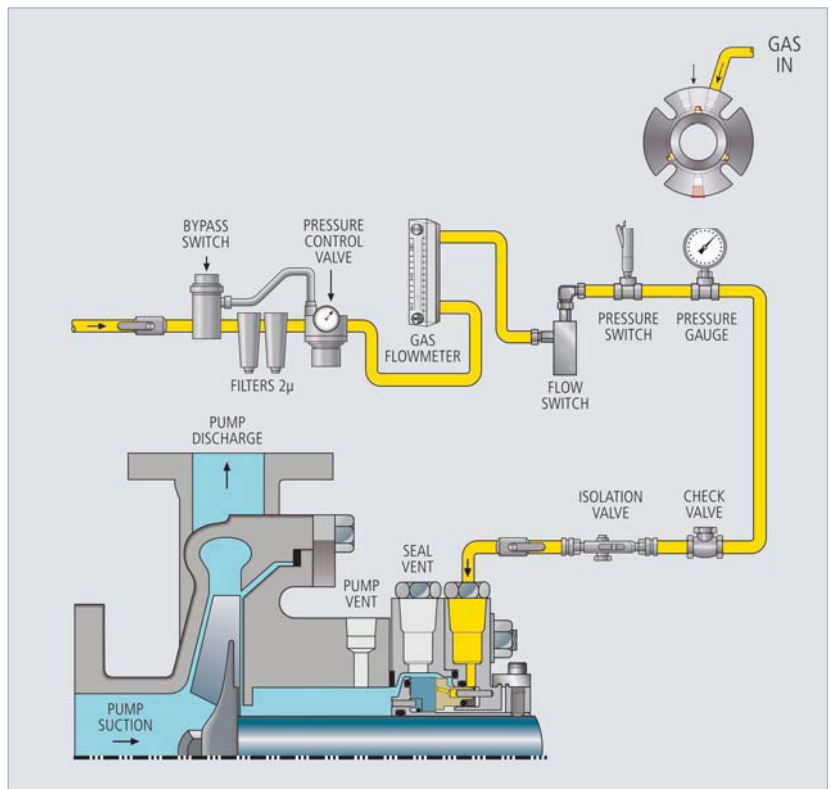 GAS
IN
BYPASS
SWITCH
PRESSURE
CONTROL
VALVE
GAS
FLOWMETER
PRESSURE
SWITCH
PRESSURE
GAUGE
FILTERS 2µ
FLOW
SWITCH
PUMP
DISCHARGE
ISOLATION
VALVE
CHECK
VALVE
SEAL
VENT
PUMP
VENT
PUMP
SUCTION